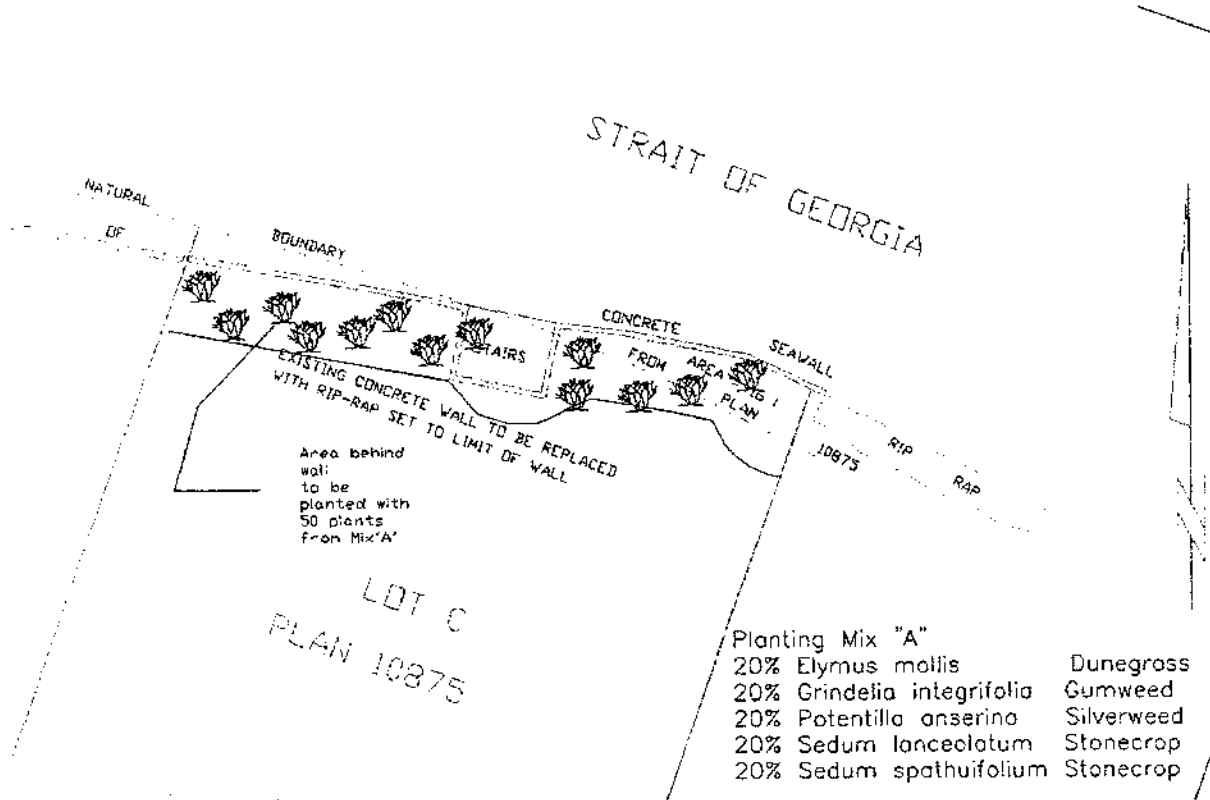 STRAIT OF GEORGIA
NATURAL
OF
BOUNDARY
CONCRETE
SEAWALL
STAIRS
FROM AREA
PLAN
EXISTING CONCRETE WALL TO BE REPLACED
WITH RIP-RAP SET TO LIMIT OF WALL
10875
RIP
RAP
Area behind
wall
to be
planted with
50 plants
from Mix'A'
LOT C
PLAN 10875
Planting Mix "A"
20% Elymus mollis Dunegrass
20% Grindelia integrifolia Gumweed
20% Potentilla anserina Silverweed
20% Sedum lanceolatum Stonecrop
20% Sedum spathuifolium Stonecrop